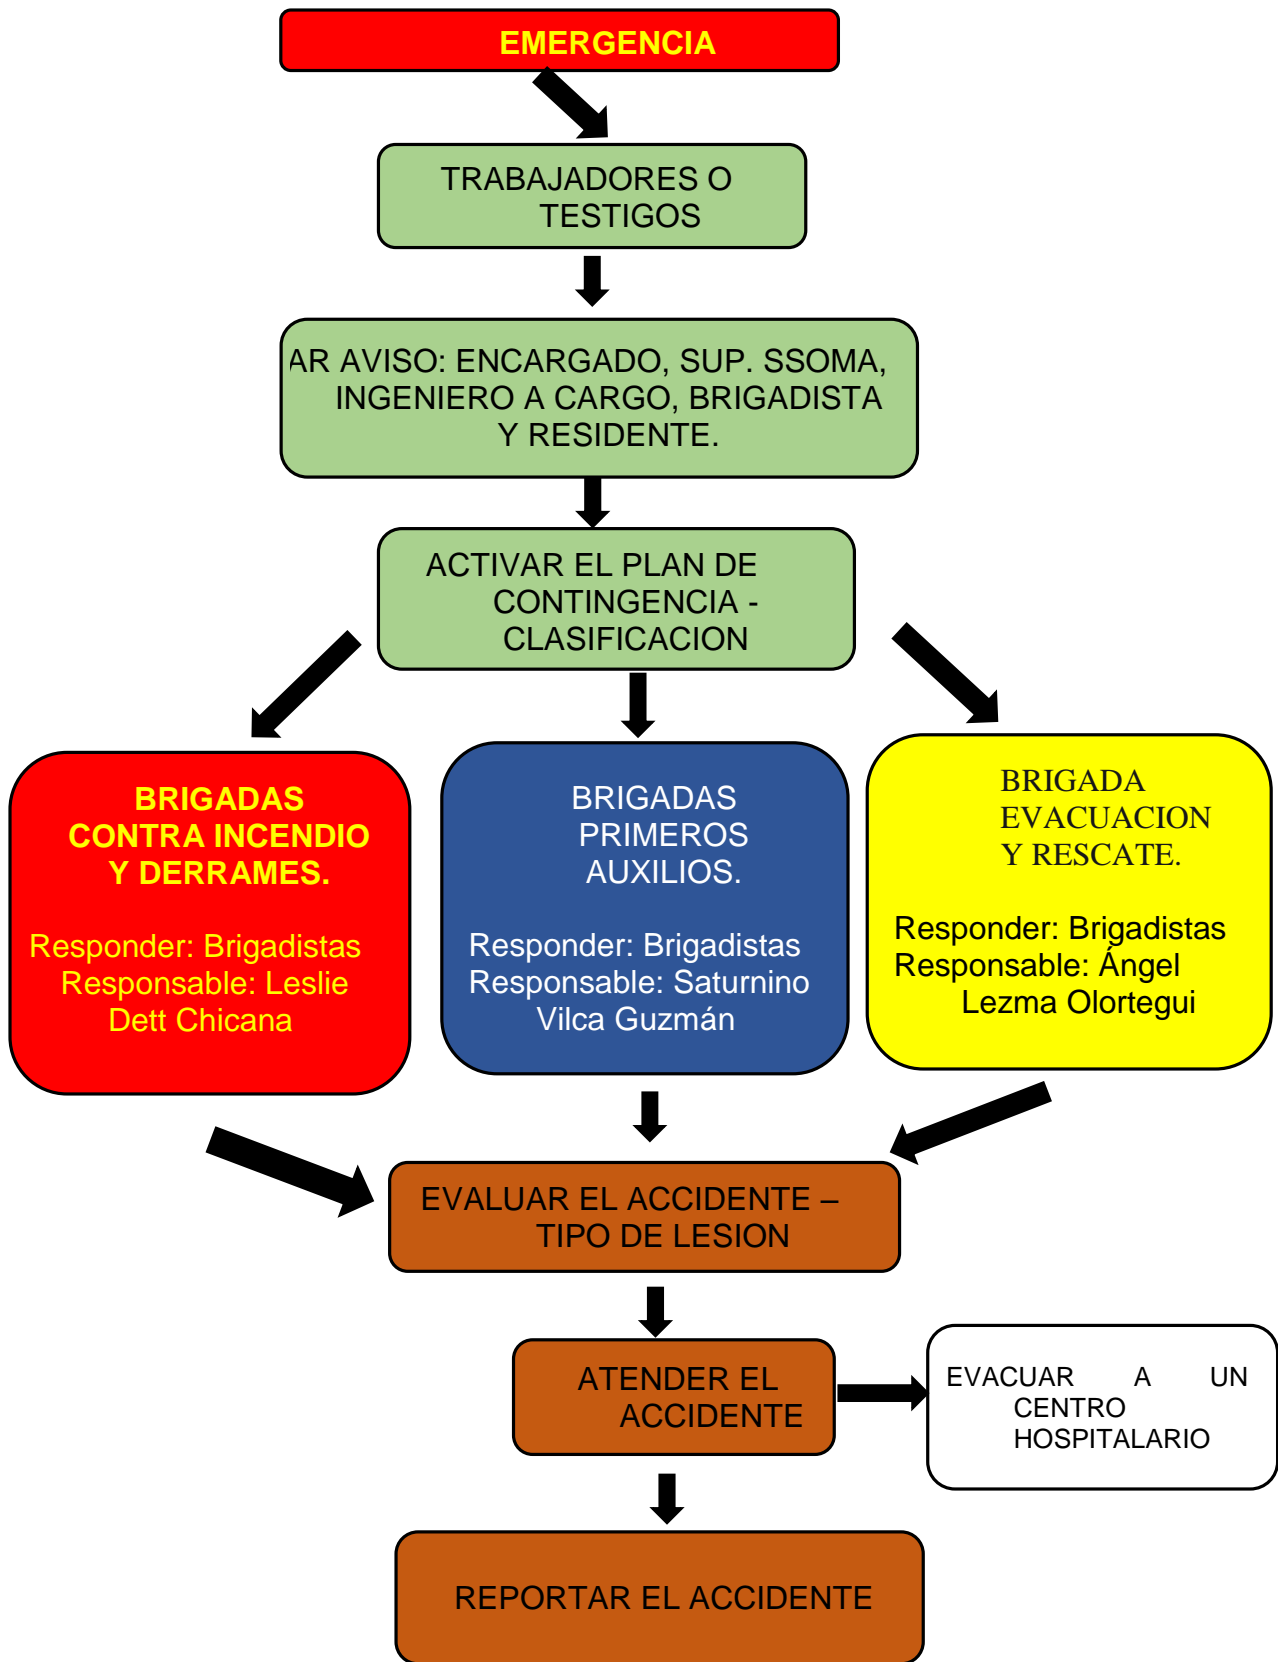 EMERGENCIA
TRABAJADORES O
TESTIGOS
AR AVISO: ENCARGADO, SUP. SSOMA,
INGENIERO A CARGO, BRIGADISTA
Y RESIDENTE.
ACTIVAR EL PLAN DE
CONTINGENCIA -
CLASIFICACION
BRIGADAS
CONTRA INCENDIO
Y DERRAMES.
Responder: Brigadistas
Responsable: Leslie
Dett Chicana
BRIGADAS
PRIMEROS
AUXILIOS.
Responder: Brigadistas
Responsable: Saturnino
Vilca Guzmán
BRIGADA
EVACUACION
Y RESCATE.
Responder: Brigadistas
Responsable: Ángel
Lezma Olortegui
EVALUAR EL ACCIDENTE –
TIPO DE LESION
ATENDER EL
ACCIDENTE
EVACUAR A UN
CENTRO
HOSPITALARIO
REPORTAR EL ACCIDENTE